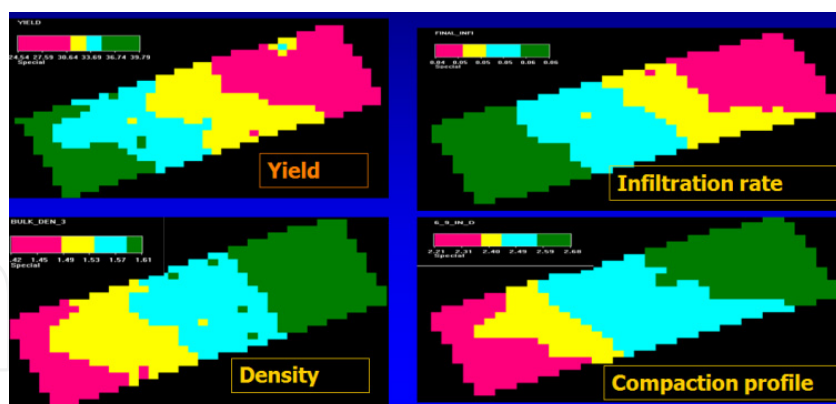 YIELD
24.54 27.59 30.64 33.69 36.74 39.79
Special
Yield
FINAL_INFI
0.04 0.05 0.05 0.05 0.06 0.06
Special
Infiltration rate
BULK_DEN_3
.42 1.45 1.49 1.53 1.57 1.61
Special
Density
6_9_IN_D
2.21 2.31 2.40 2.49 2.59 2.68
Special
Compaction profile